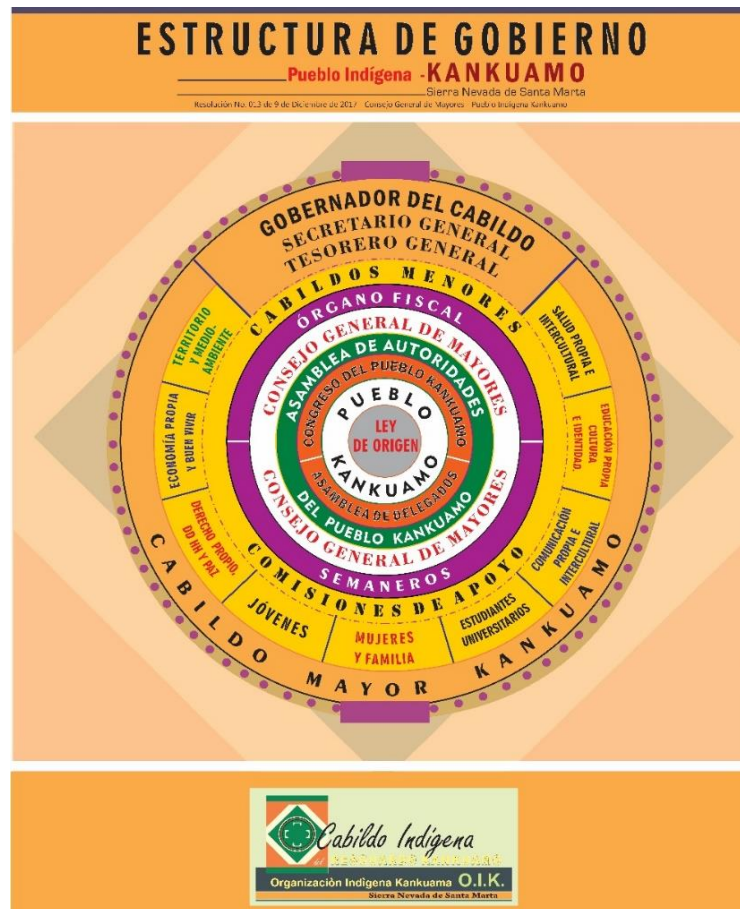 ESTRUCTURA DE GOBIERNO
Pueblo Indígena - KANKUAMO
Sierra Nevada de Santa Marta
Resolución No. 013 de 9 de Diciembre de 2017 - Consejo General de Mayores - Pueblo Indígena Kankuamo
GOBERNADOR DEL CABILDO
SECRETARIO GENERAL
TESORERO GENERAL
CABILDOS MENORES
ÓRGANO FISCAL
CONSEJO GENERAL DE MAYORES
ASAMBLEA DE AUTORIDADES
CONGRESO DEL PUEBLO KANKUAMO
PUEBLO
LEY
DE ORIGEN
KANKUAMO
ASAMBLEA DE DELEGADOS
DEL PUEBLO KANKUAMO
CONSEJO GENERAL DE MAYORES
SEMANEROS
COMISIONES DE APOYO
TERRITORIO
Y MEDIO-
AMBIENTE
ECONOMÍA PROPIA
Y BUEN VIVIR
DERECHO PROPIO,
DD HH Y PAZ
JÓVENES
MUJERES
Y FAMILIA
ESTUDIANTES
UNIVERSITARIOS
COMUNICACIÓN
PROPIA E
INTERCULTURAL
EDUCACIÓN PROPIA
CULTURA
E IDENTIDAD
SALUD PROPIA E
INTERCULTURAL
CABILDO MAYOR KANKUAMO
Cabildo Indígena
del RESGUARDO KANKUAMO
Organización Indígena Kankuama O.I.K.
Sierra Nevada de Santa Marta